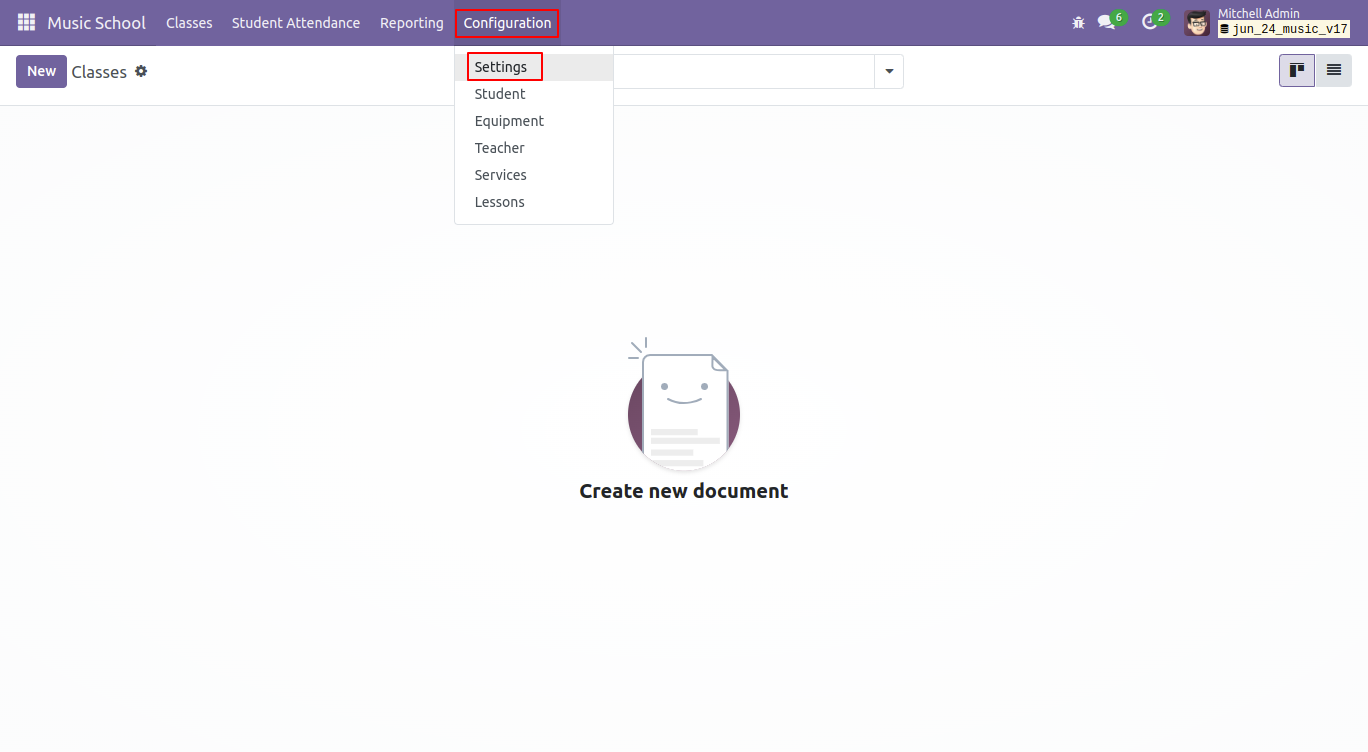 Music School Classes Student Attendance Reporting Configuration 6 2 Mitchell Admin
jun_24_music_v17
New Classes
Settings
Student
Equipment
Teacher
Services
Lessons
Create new document